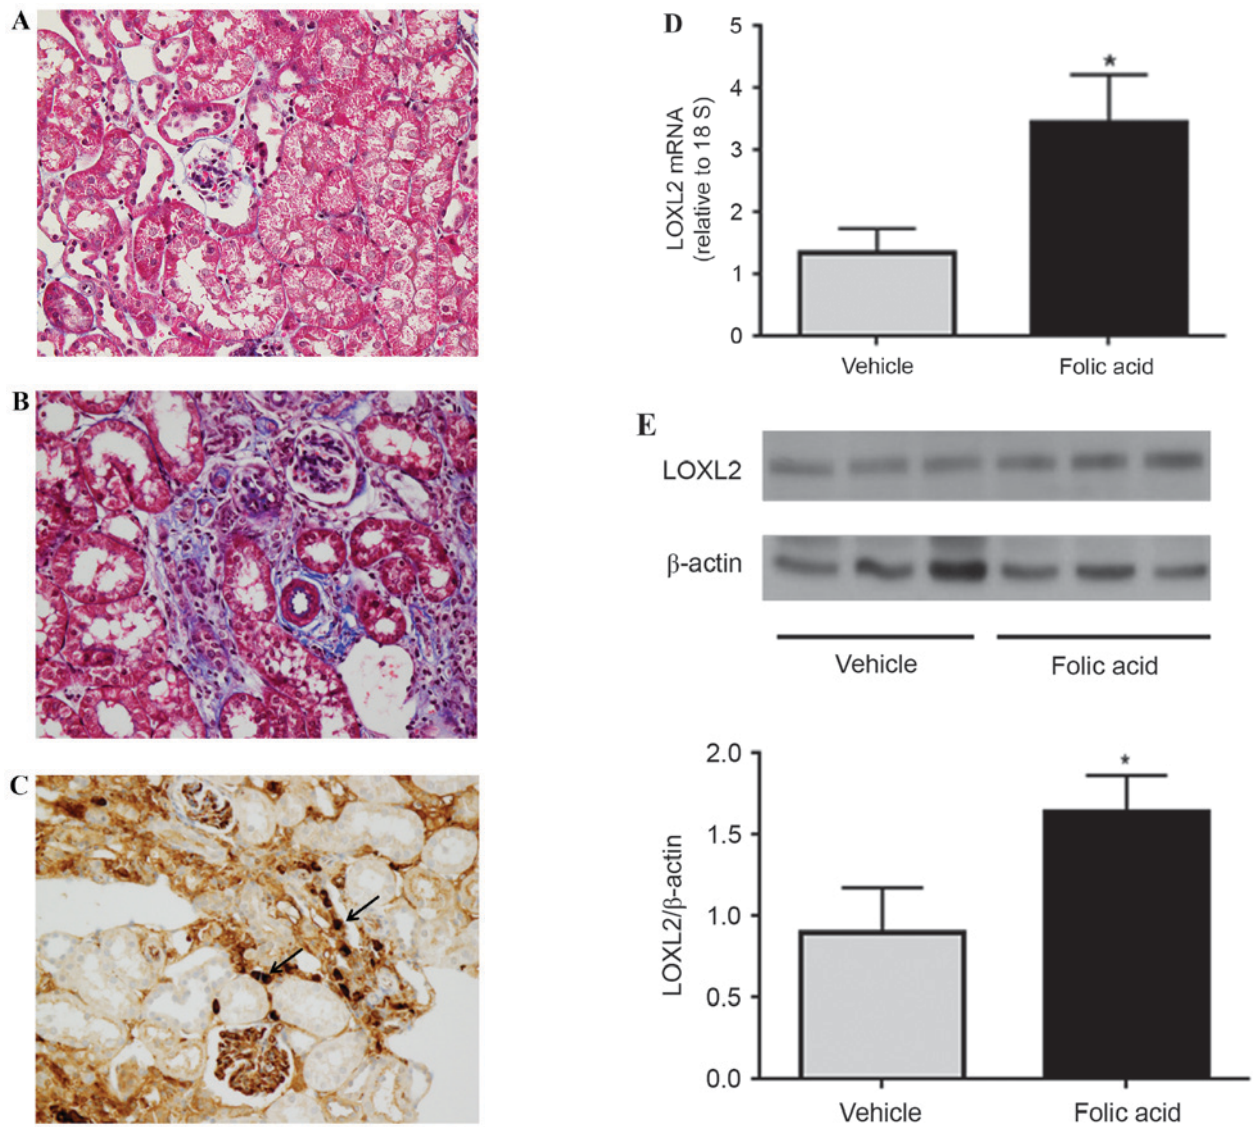 A
B
C
D
5
4
3
2
1
0
LOXL2 mRNA
(relative to 18 S)
*
Vehicle
Folic acid
E
LOXL2
β-actin
Vehicle
Folic acid
2.0
1.5
1.0
0.5
0.0
LOXL2/β-actin
*
Vehicle
Folic acid